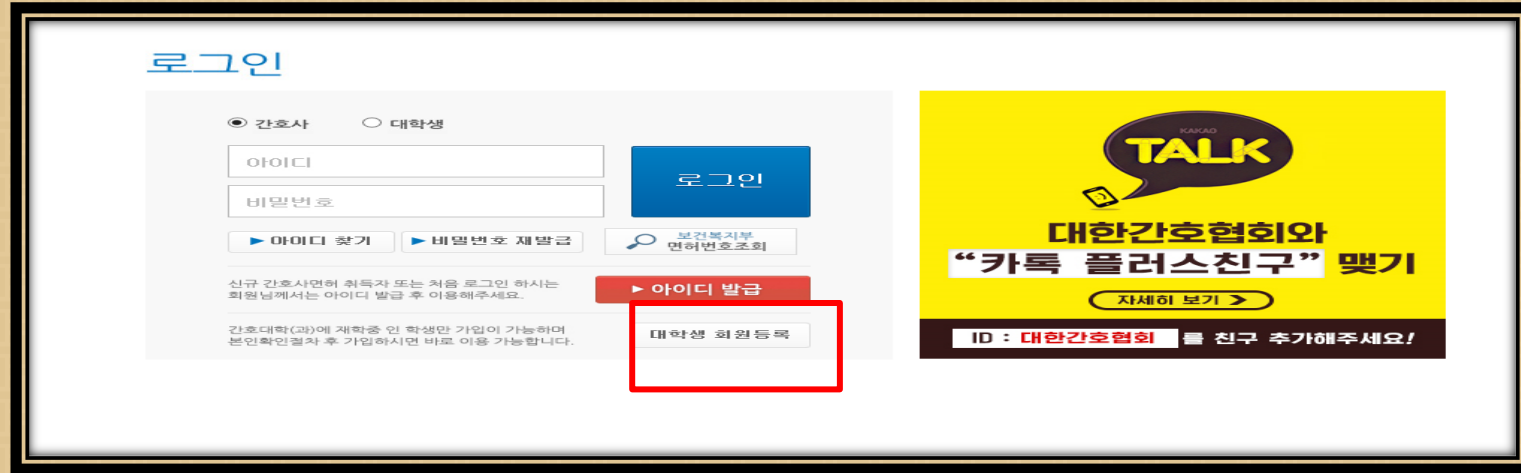 로그인
간호사
대학생
아이디
비밀번호
로그인
▶ 아이디 찾기
▶ 비밀번호 재발급
보건복지부
면허번호조회
신규 간호사면허 취득자 또는 처음 로그인 하시는
회원님께서는 아이디 발급 후 이용해주세요.
▶ 아이디 발급
간호대학(과)에 재학중 인 학생만 가입이 가능하며
본인확인절차 후 가입하시면 바로 이용 가능합니다.
대학생 회원등록
KAKAO
TALK
대한간호협회와
“카톡 플러스친구” 맺기
자세히 보기 >
ID : 대한간호협회 를 친구 추가해주세요!